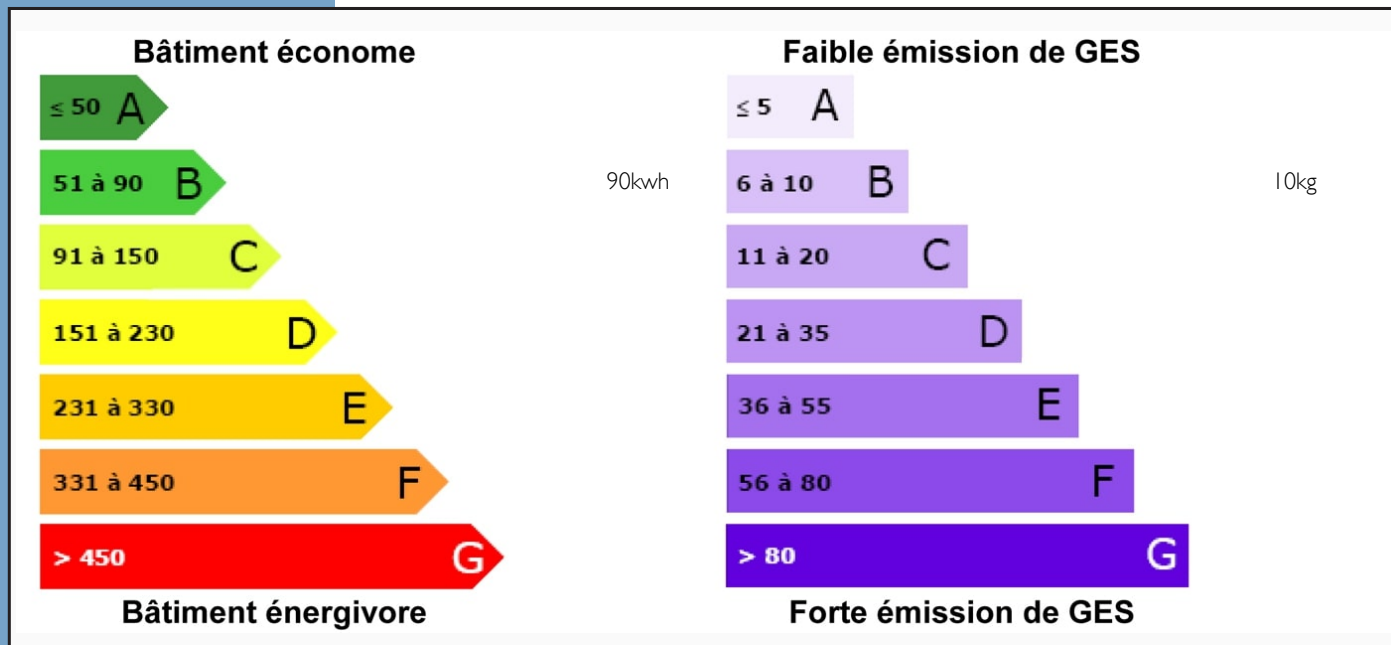 Bâtiment économe
≤ 50 A
51 à 90 B
90kwh
91 à 150 C
151 à 230 D
231 à 330 E
331 à 450 F
> 450 G
Bâtiment énergivore
Faible émission de GES
≤ 5 A
6 à 10 B
10kg
11 à 20 C
21 à 35 D
36 à 55 E
56 à 80 F
> 80 G
Forte émission de GES